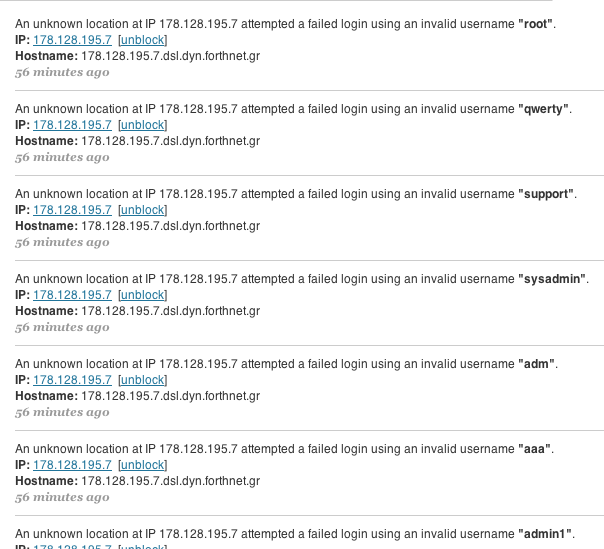 An unknown location at IP 178.128.195.7 attempted a failed login using an invalid username "root".
IP: 178.128.195.7 [unblock]
Hostname: 178.128.195.7.dsl.dyn.forthnet.gr
56 minutes ago
An unknown location at IP 178.128.195.7 attempted a failed login using an invalid username "qwerty".
IP: 178.128.195.7 [unblock]
Hostname: 178.128.195.7.dsl.dyn.forthnet.gr
56 minutes ago
An unknown location at IP 178.128.195.7 attempted a failed login using an invalid username "support".
IP: 178.128.195.7 [unblock]
Hostname: 178.128.195.7.dsl.dyn.forthnet.gr
56 minutes ago
An unknown location at IP 178.128.195.7 attempted a failed login using an invalid username "sysadmin".
IP: 178.128.195.7 [unblock]
Hostname: 178.128.195.7.dsl.dyn.forthnet.gr
56 minutes ago
An unknown location at IP 178.128.195.7 attempted a failed login using an invalid username "adm".
IP: 178.128.195.7 [unblock]
Hostname: 178.128.195.7.dsl.dyn.forthnet.gr
56 minutes ago
An unknown location at IP 178.128.195.7 attempted a failed login using an invalid username "aaa".
IP: 178.128.195.7 [unblock]
Hostname: 178.128.195.7.dsl.dyn.forthnet.gr
56 minutes ago
An unknown location at IP 178.128.195.7 attempted a failed login using an invalid username "admin1".
IP: 178.128.195.7 [unblock]